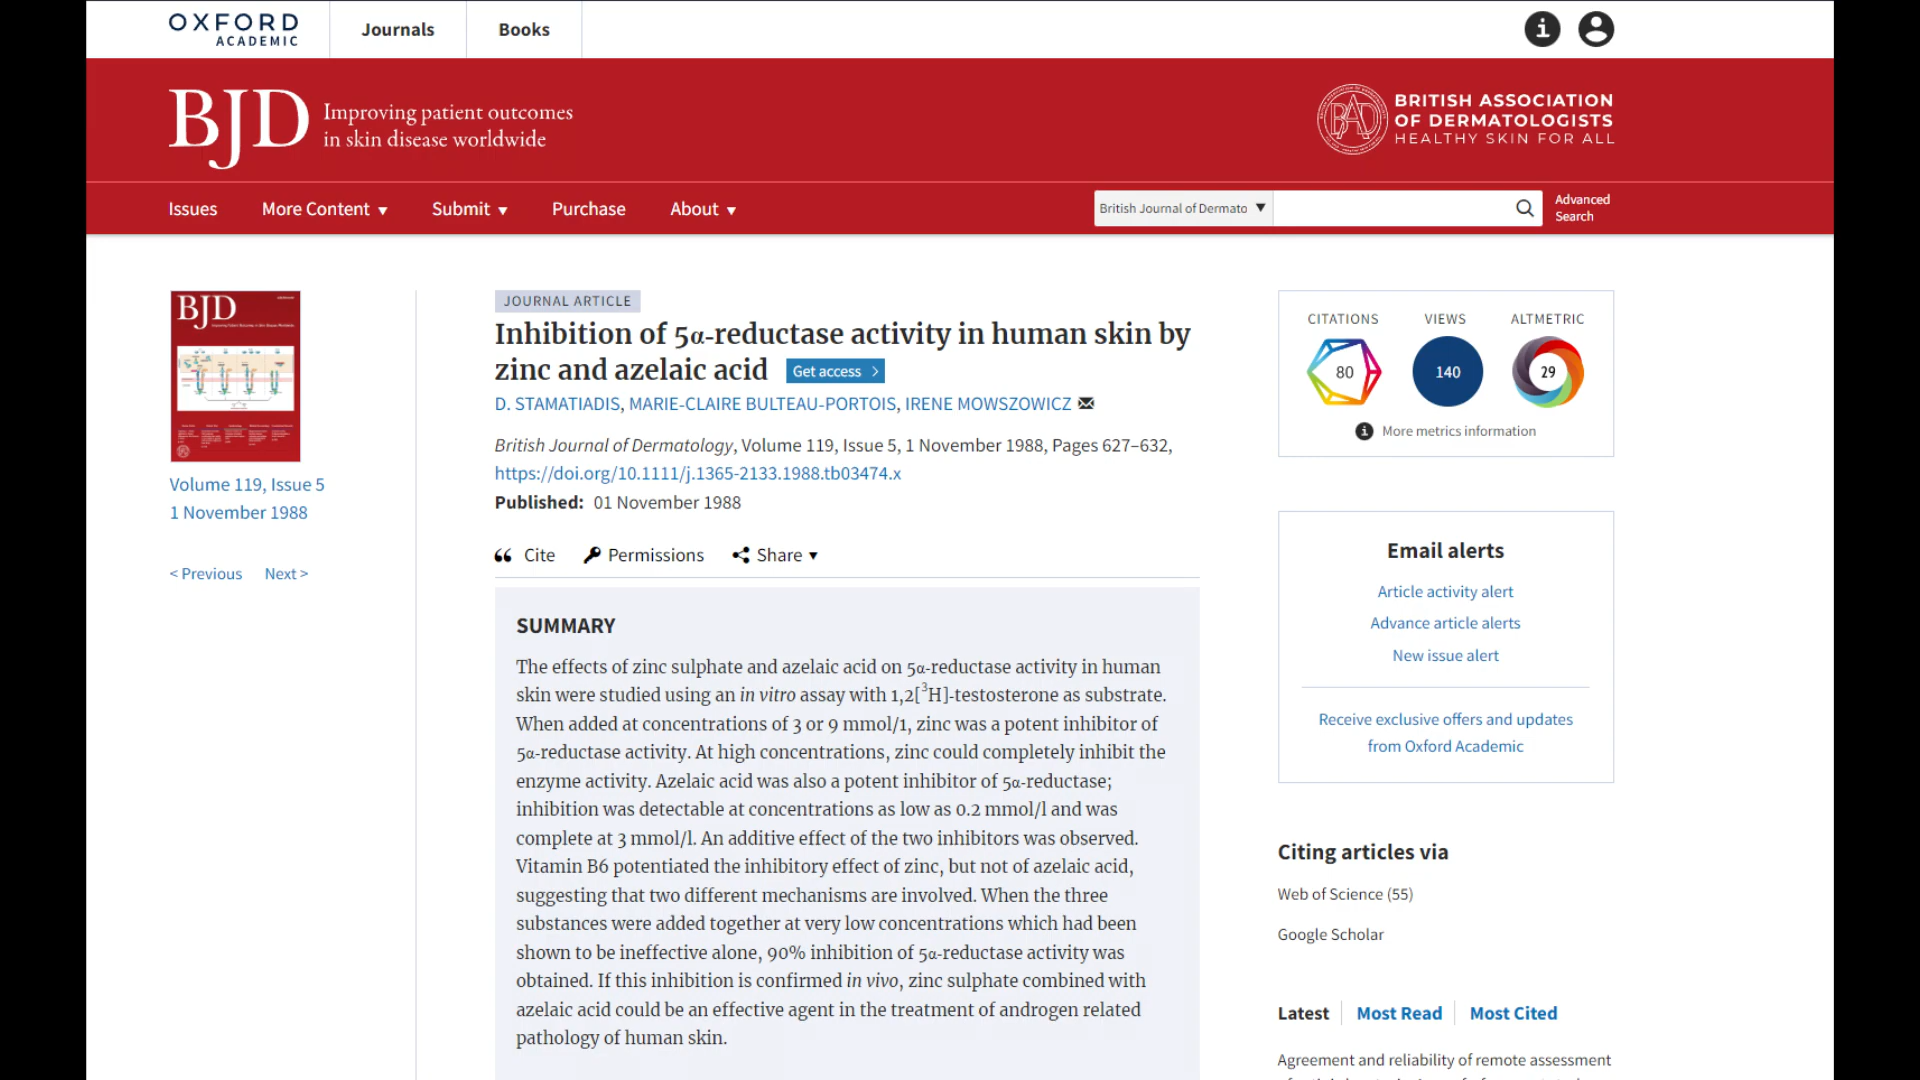 OXFORD
ACADEMIC
Journals
Books
BJD
Improving patient outcomes
in skin disease worldwide
BAD
BRITISH ASSOCIATION
OF DERMATOLOGISTS
HEALTHY SKIN FOR ALL
Issues
More Content
Submit
Purchase
About
British Journal of Dermato
Advanced
Search
BJD
Volume 119, Issue 5
1 November 1988
< Previous
Next >
JOURNAL ARTICLE
Inhibition of 5α-reductase activity in human skin by
zinc and azelaic acid
Get access >
D. STAMATIADIS, MARIE-CLAIRE BULTEAU-PORTOIS, IRENE MOWSZOWICZ
British Journal of Dermatology, Volume 119, Issue 5, 1 November 1988, Pages 627–632,
https://doi.org/10.1111/j.1365-2133.1988.tb03474.x
Published: 01 November 1988
Cite
Permissions
Share
SUMMARY
The effects of zinc sulphate and azelaic acid on 5α-reductase activity in human
skin were studied using an in vitro assay with 1,2[³H]-testosterone as substrate.
When added at concentrations of 3 or 9 mmol/1, zinc was a potent inhibitor of
5α-reductase activity. At high concentrations, zinc could completely inhibit the
enzyme activity. Azelaic acid was also a potent inhibitor of 5α-reductase;
inhibition was detectable at concentrations as low as 0.2 mmol/l and was
complete at 3 mmol/l. An additive effect of the two inhibitors was observed.
Vitamin B6 potentiated the inhibitory effect of zinc, but not of azelaic acid,
suggesting that two different mechanisms are involved. When the three
substances were added together at very low concentrations which had been
shown to be ineffective alone, 90% inhibition of 5α-reductase activity was
obtained. If this inhibition is confirmed in vivo, zinc sulphate combined with
azelaic acid could be an effective agent in the treatment of androgen related
pathology of human skin.
CITATIONS
VIEWS
ALTMETRIC
80
140
29
More metrics information
Email alerts
Article activity alert
Advance article alerts
New issue alert
Receive exclusive offers and updates
from Oxford Academic
Citing articles via
Web of Science (55)
Google Scholar
Latest
Most Read
Most Cited
Agreement and reliability of remote assessment